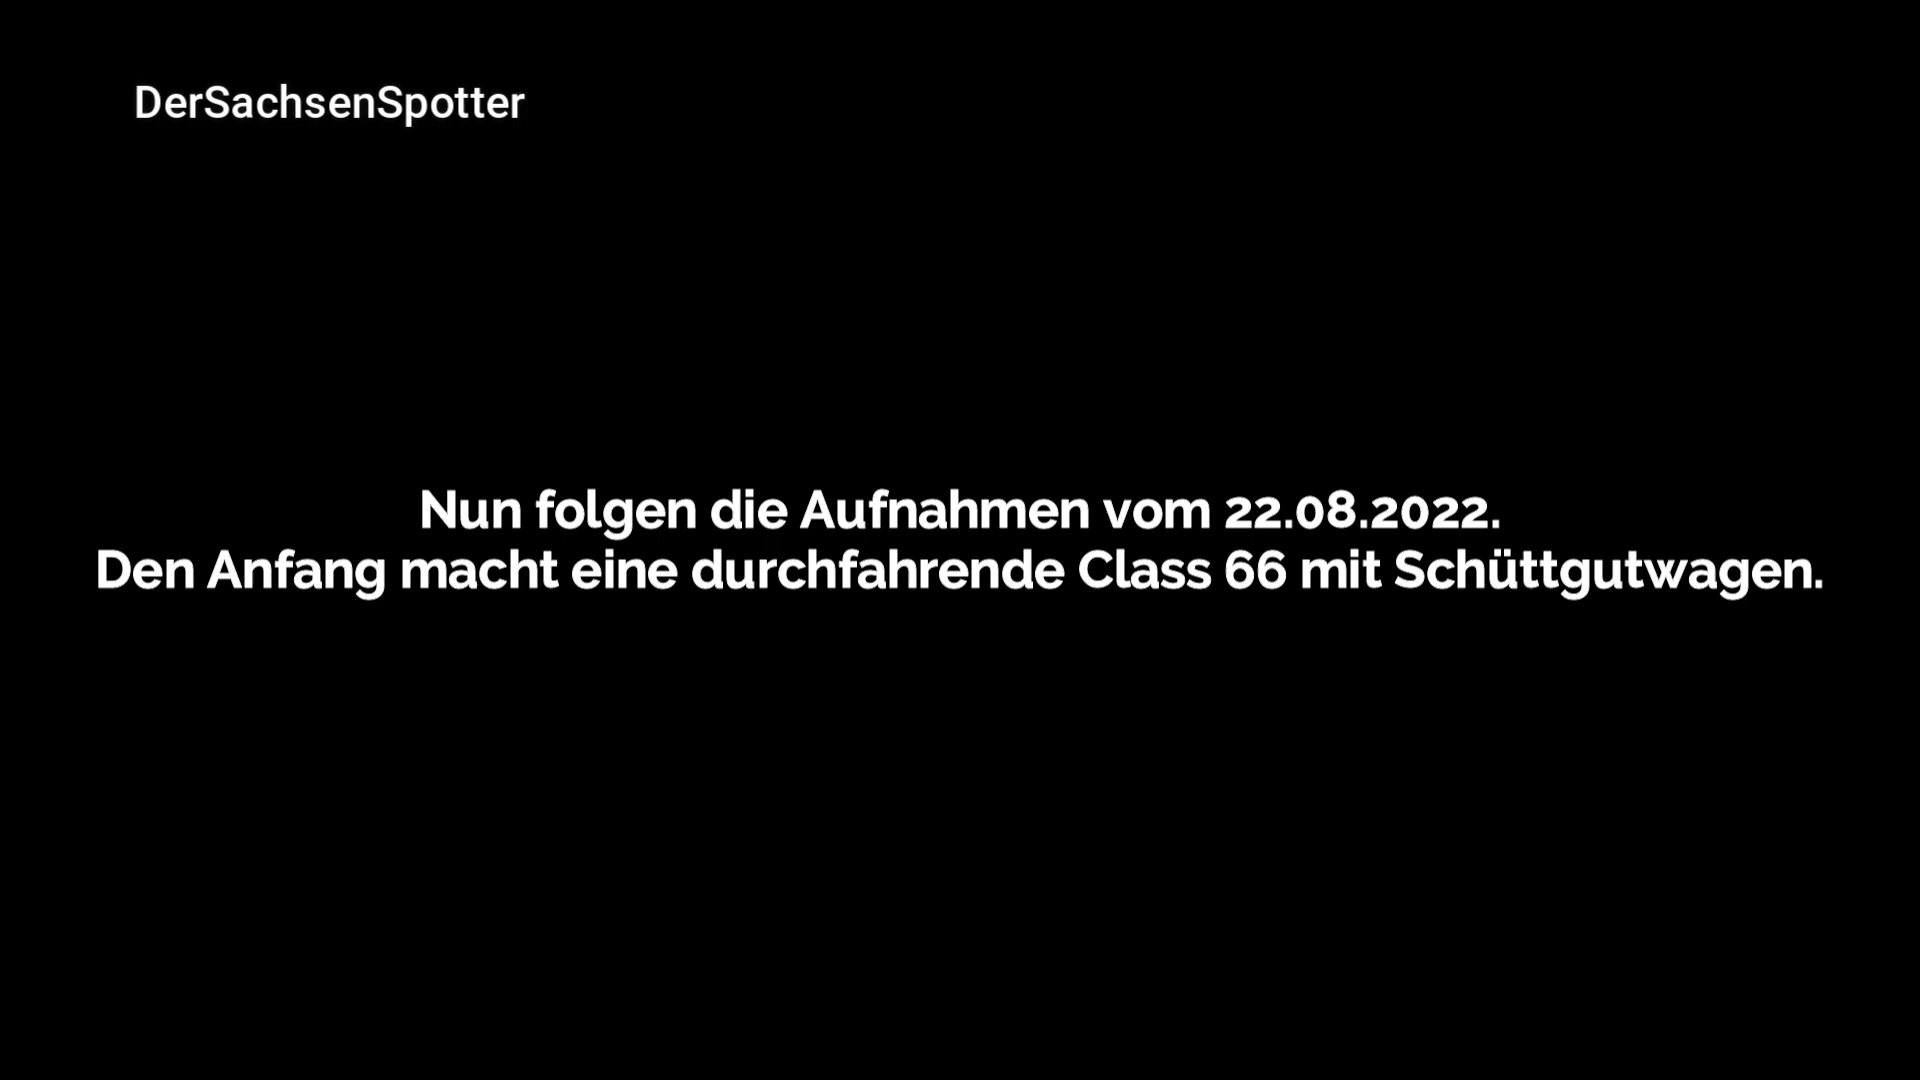 DerSachsenSpotter
Nun folgen die Aufnahmen vom 22.08.2022.
Den Anfang macht eine durchfahrende Class 66 mit Schüttgutwagen.